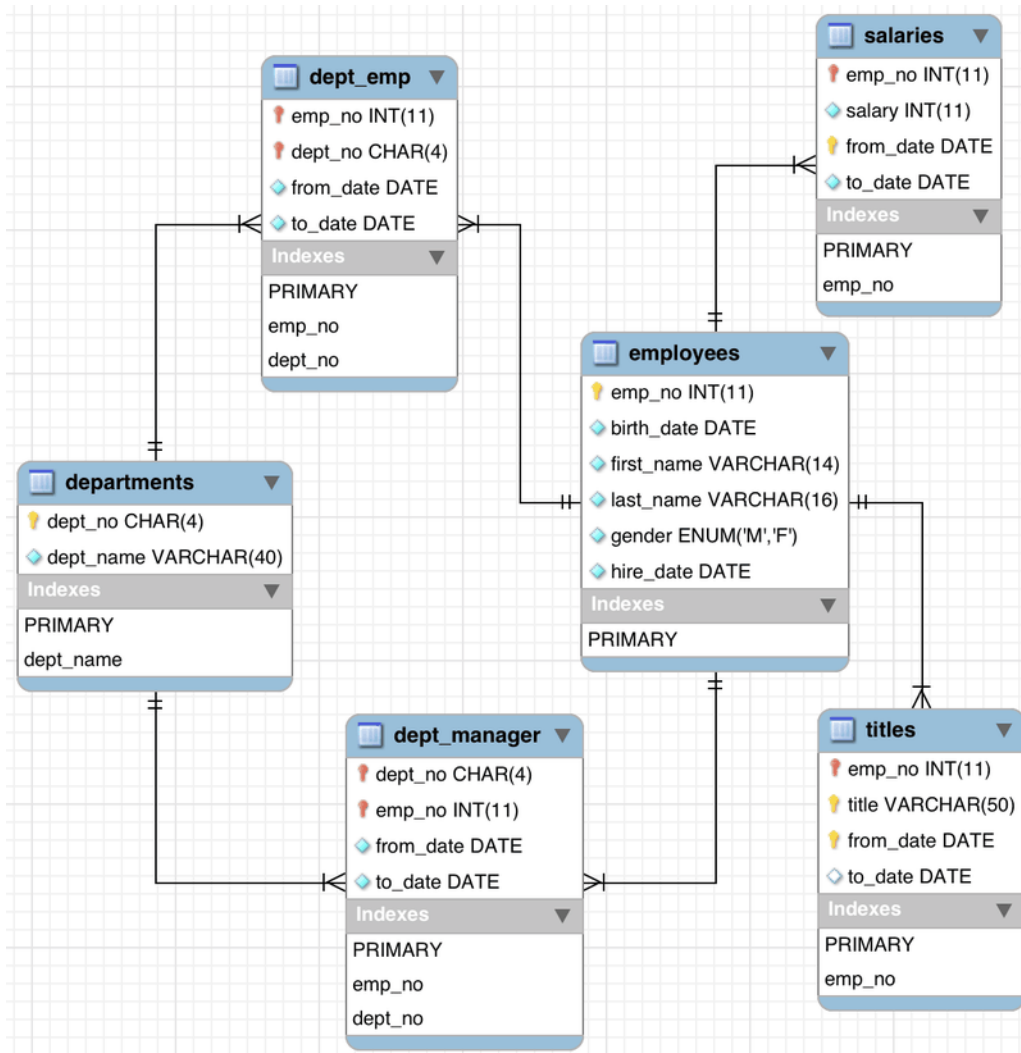 salaries
emp_no INT(11)
salary INT(11)
from_date DATE
to_date DATE
Indexes
PRIMARY
emp_no
dept_emp
emp_no INT(11)
dept_no CHAR(4)
from_date DATE
to_date DATE
Indexes
PRIMARY
emp_no
dept_no
employees
emp_no INT(11)
birth_date DATE
first_name VARCHAR(14)
last_name VARCHAR(16)
gender ENUM('M','F')
hire_date DATE
Indexes
PRIMARY
departments
dept_no CHAR(4)
dept_name VARCHAR(40)
Indexes
PRIMARY
dept_name
dept_manager
dept_no CHAR(4)
emp_no INT(11)
from_date DATE
to_date DATE
Indexes
PRIMARY
emp_no
dept_no
titles
emp_no INT(11)
title VARCHAR(50)
from_date DATE
to_date DATE
Indexes
PRIMARY
emp_no